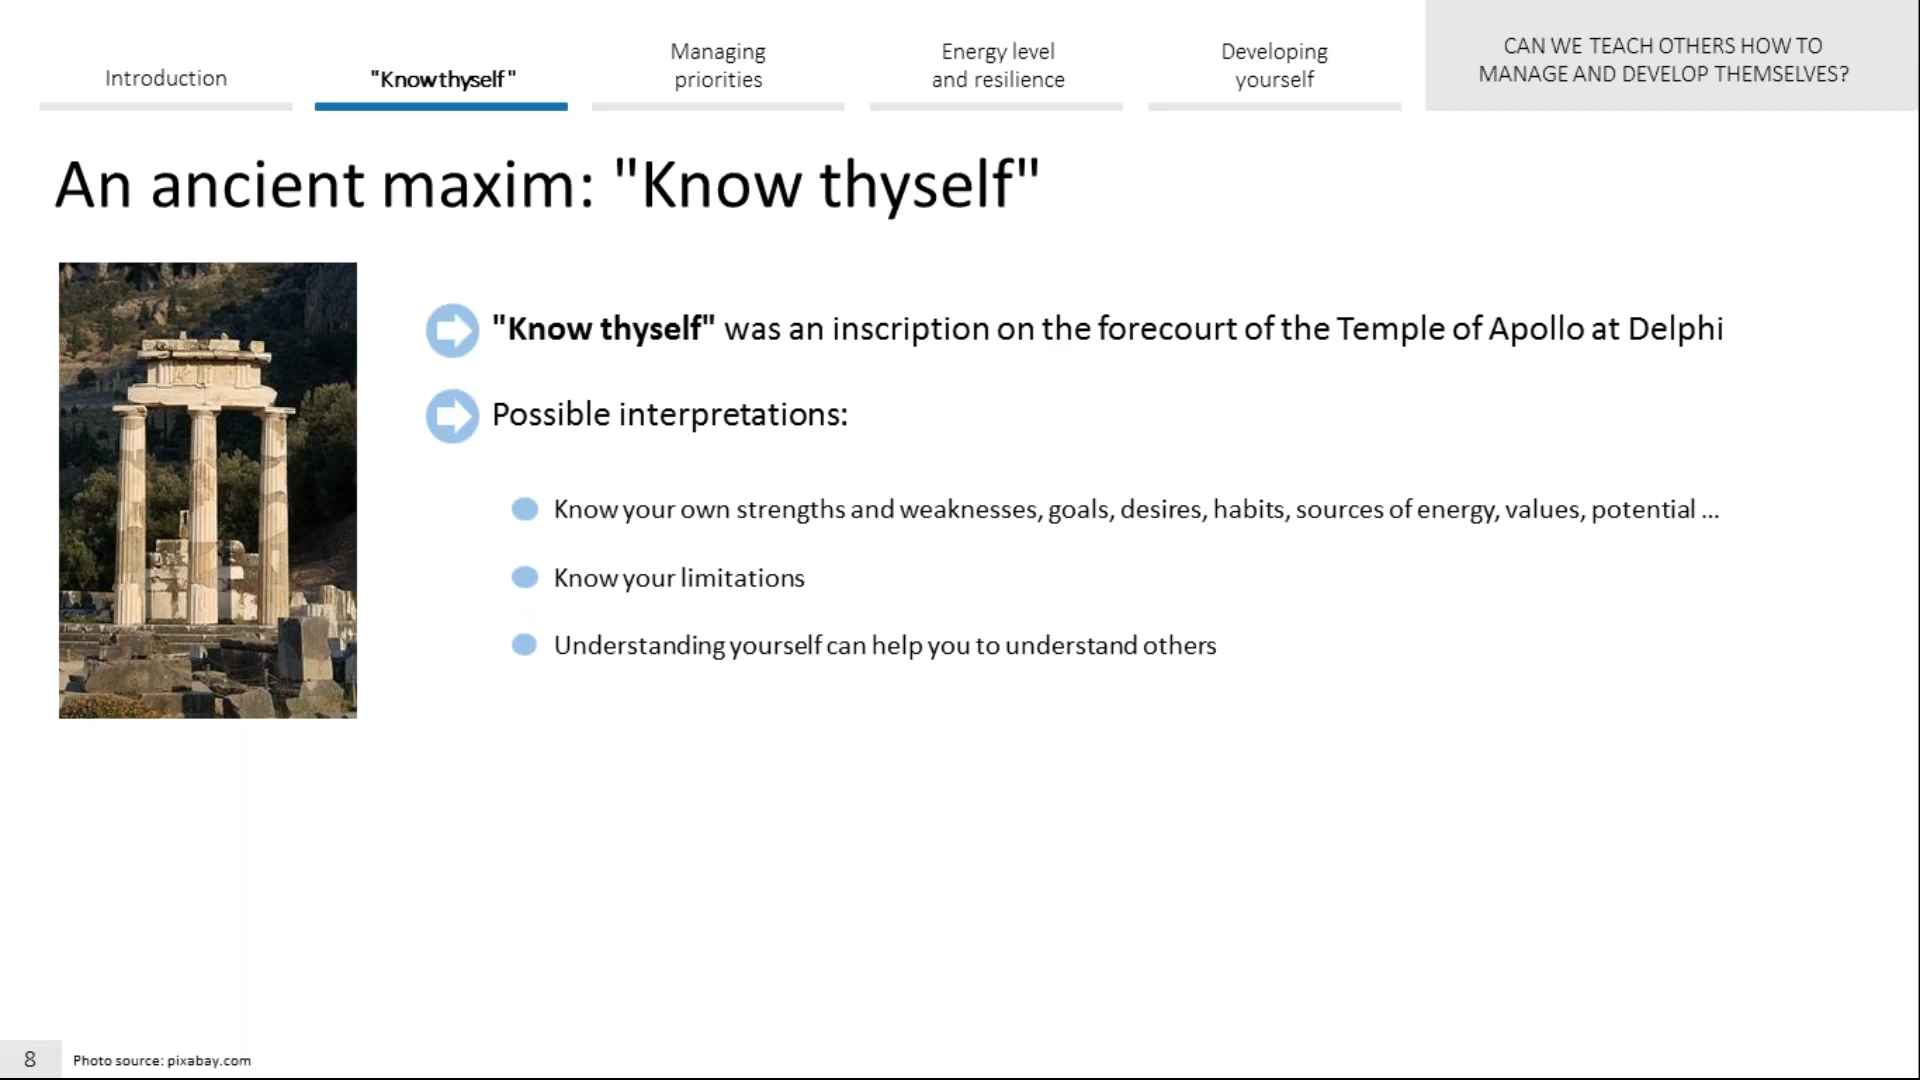 Introduction
"Know thyself"
Managing
priorities
Energy level
and resilience
Developing
yourself
CAN WE TEACH OTHERS HOW TO
MANAGE AND DEVELOP THEMSELVES?
An ancient maxim: "Know thyself"
"Know thyself" was an inscription on the forecourt of the Temple of Apollo at Delphi
Possible interpretations:
Know your own strengths and weaknesses, goals, desires, habits, sources of energy, values, potential ...
Know your limitations
Understanding yourself can help you to understand others
8
Photo source: pixabay.com